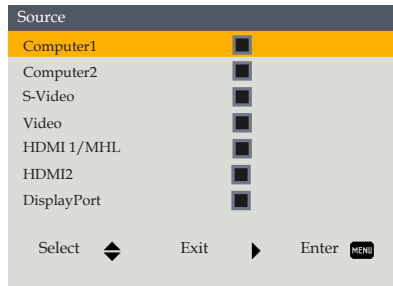 Source
Computer1
Computer2
S-Video
Video
HDMI 1/MHL
HDMI2
DisplayPort
Select Exit Enter MENU